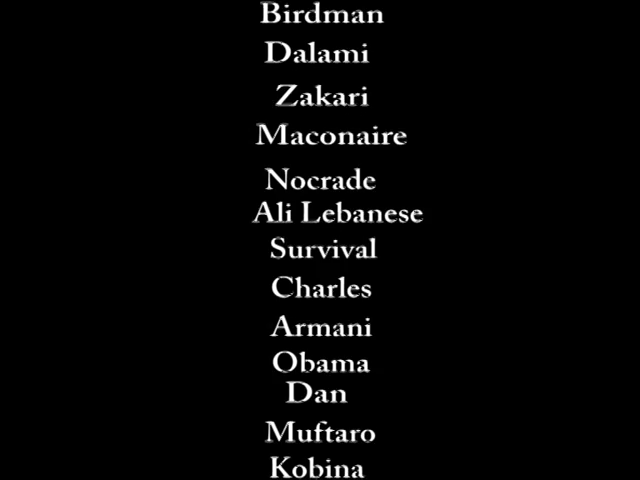 Birdman
Dalami
Zakari
Maconaire
Nocrade
Ali Lebanese
Survival
Charles
Armani
Obama
Dan
Muftaro
Kobina